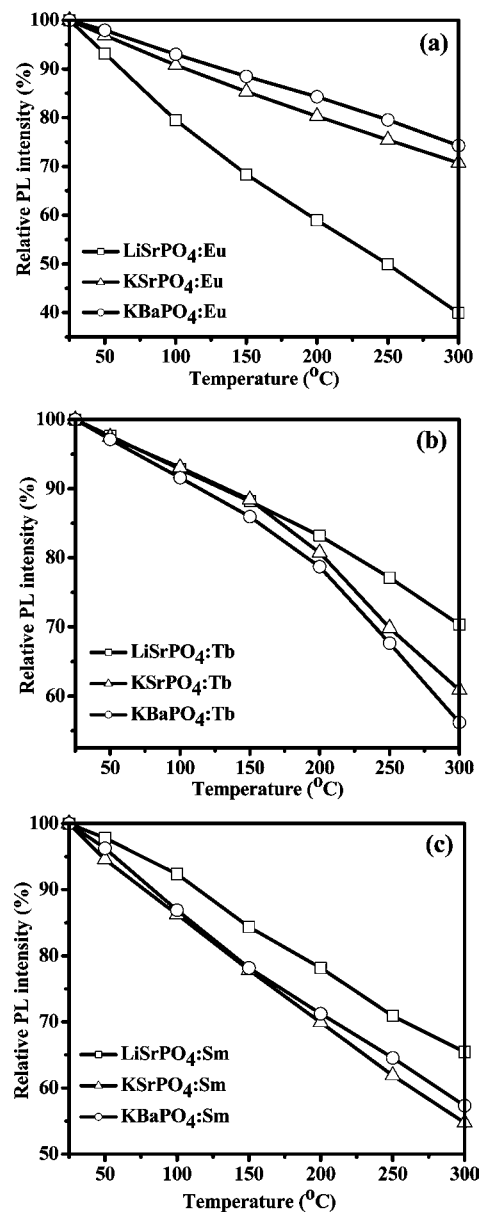 100
90
80
70
60
50
40
Relative PL intensity (%)
(a)
LiSrPO4:Eu
KSrPO4:Eu
KBaPO4:Eu
50 100 150 200 250 300
Temperature (°C)
100
90
80
70
60
Relative PL intensity (%)
(b)
LiSrPO4:Tb
KSrPO4:Tb
KBaPO4:Tb
50 100 150 200 250 300
Temperature (°C)
100
90
80
70
60
50
Relative PL intensity (%)
(c)
LiSrPO4:Sm
KSrPO4:Sm
KBaPO4:Sm
50 100 150 200 250 300
Temperature (°C)